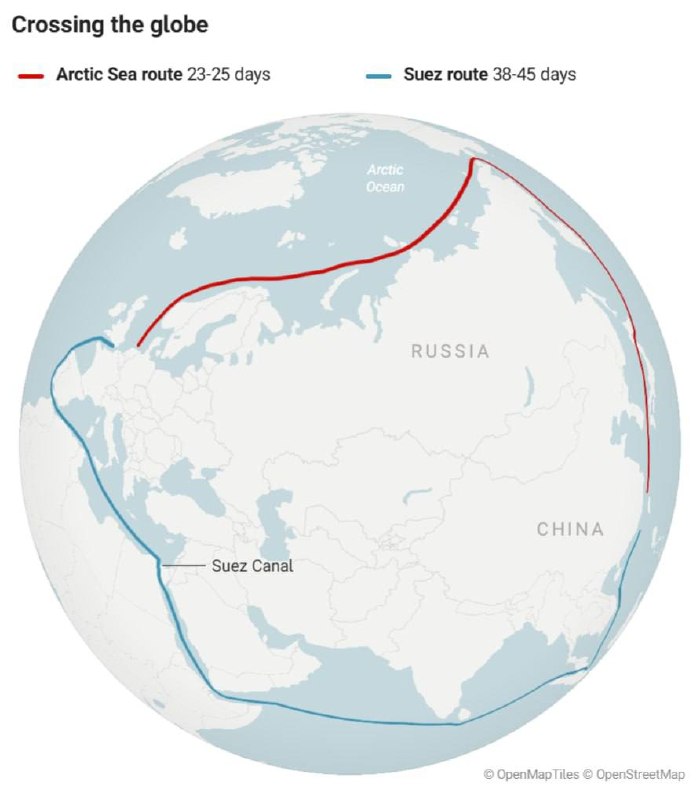 Crossing the globe
Arctic Sea route 23-25 days
Suez route 38-45 days
Arctic
Ocean
RUSSIA
CHINA
Suez Canal
© OpenMapTiles © OpenStreetMap